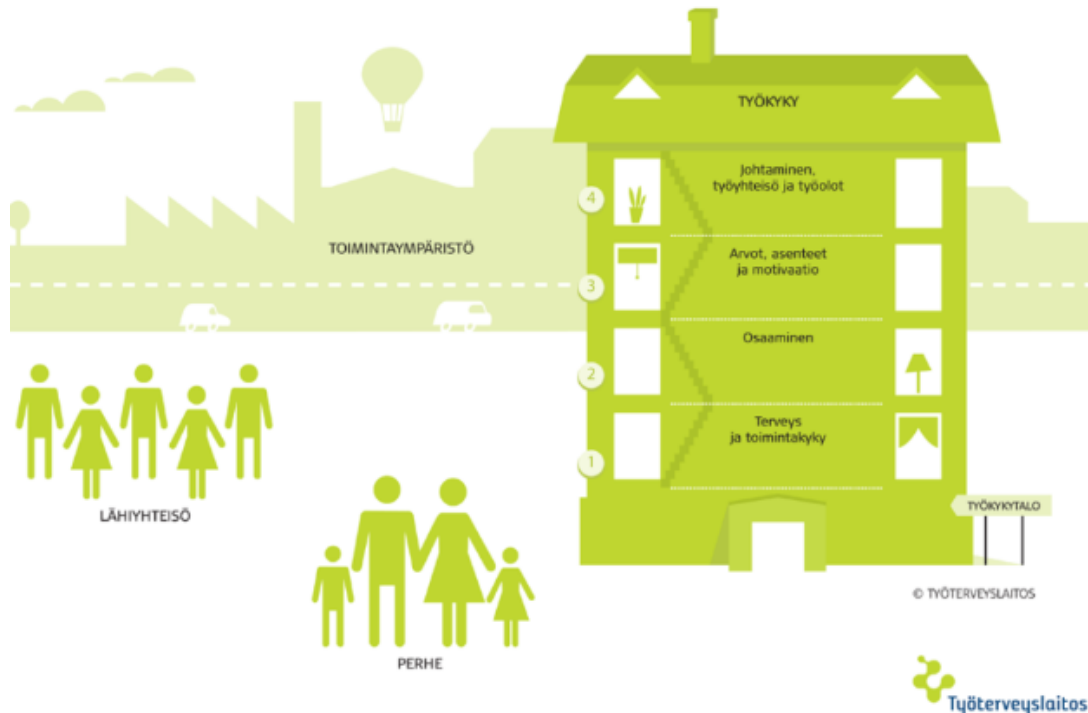 TYÖKYKY
4
Johtaminen,
työyhteisö ja työolot
TOIMINTAYMPÄRISTÖ
3
Arvot, asenteet
ja motivaatio
2
Osaaminen
1
Terveys
ja toimintakyky
LÄHIYHTEISÖ
PERHE
TYÖKYKYTALO
© TYÖTERVEYSLAITOS
Työterveyslaitos